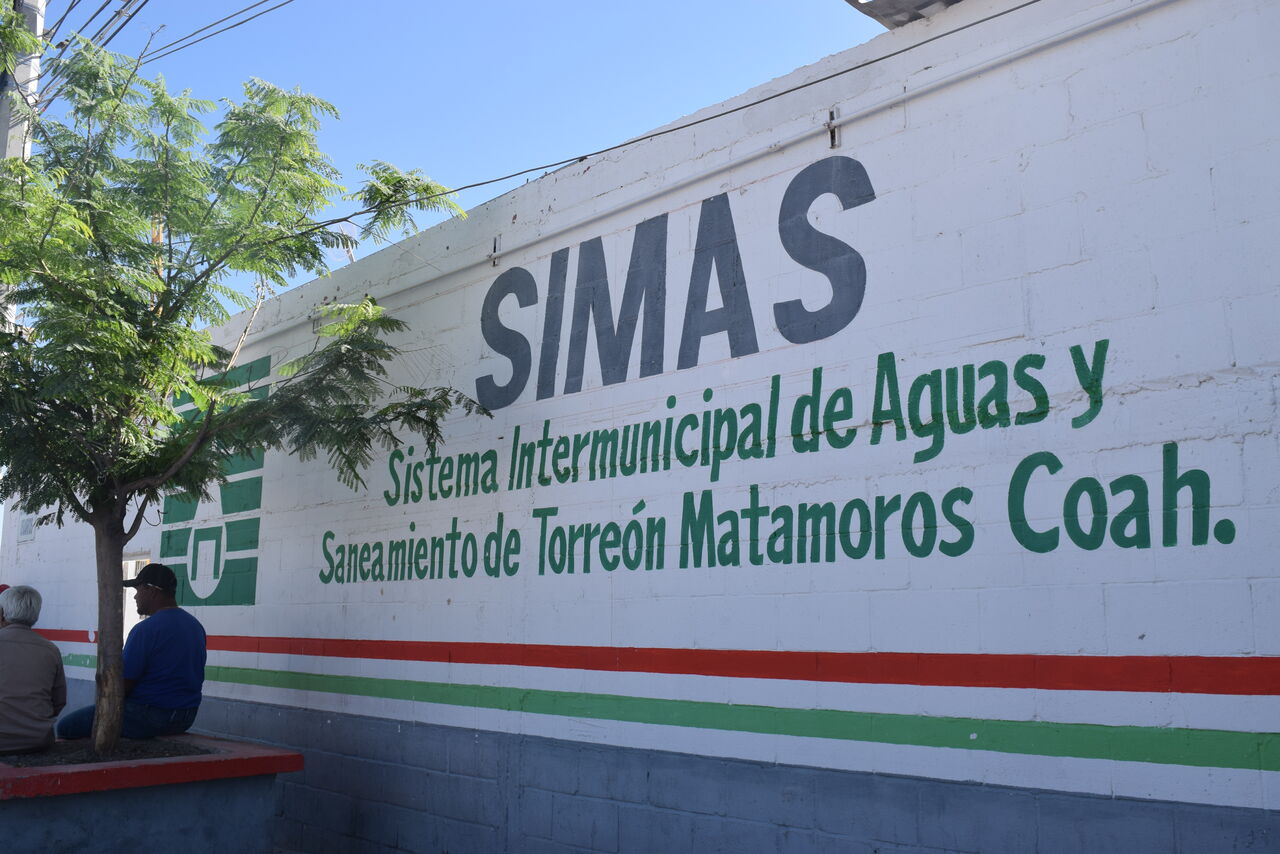 SIMAS
Sistema Intermunicipal de Aguas y
Saneamiento de Torreón Matamoros Coah.